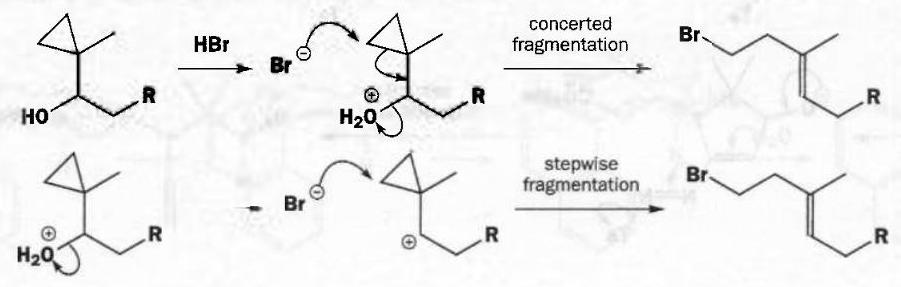 HBr
concerted
fragmentation
HO
R
Br ⊖
⊕
H2O
R
Br
R
stepwise
fragmentation
⊕
H2O
R
Br ⊖
⊕
R
Br
R